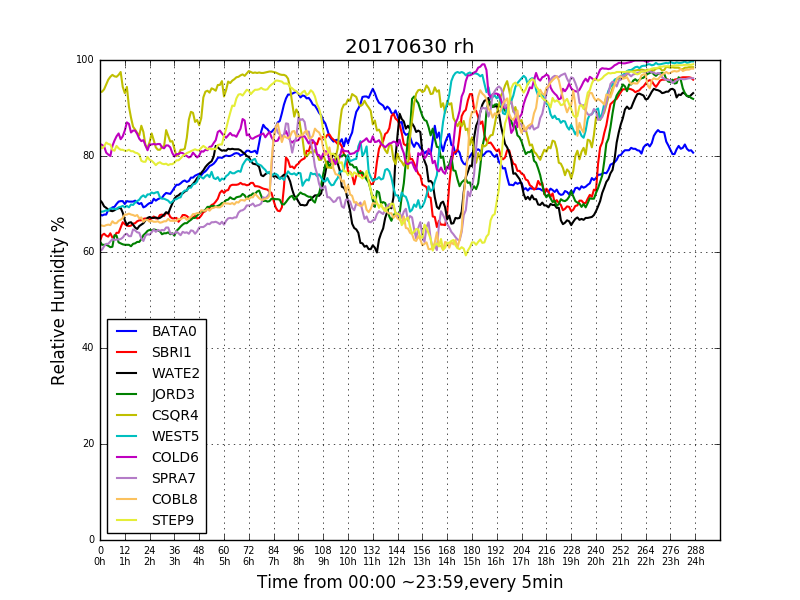 20170630 rh
100
80
60
40
20
0
Relative Humidity %
BATA0
SBRI1
WATE2
JORD3
CSQR4
WEST5
COLD6
SPRA7
COBL8
STEP9
0 12 24 36 48 60 72 84 96 108 120 132 144 156 168 180 192 204 216 228 240 252 264 276 288
0h 1h 2h 3h 4h 5h 6h 7h 8h 9h 10h 11h 12h 13h 14h 15h 16h 17h 18h 19h 20h 21h 22h 23h 24h
Time from 00:00 ~23:59,every 5min